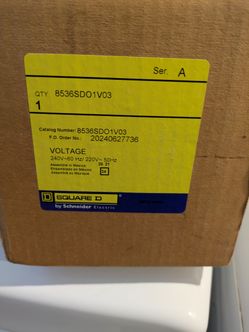 Ser. A
QTY. 8536SDO1V03
1
Catalog Number: 8536SDO1V03
P.O. Order No.: 20240627736
VOLTAGE
240V~60 Hz/ 220V~ 50Hz
Assembled in Mexico
Ensamblado en México
Assemblé au Mexique
SQUARE D
by Schneider Electric